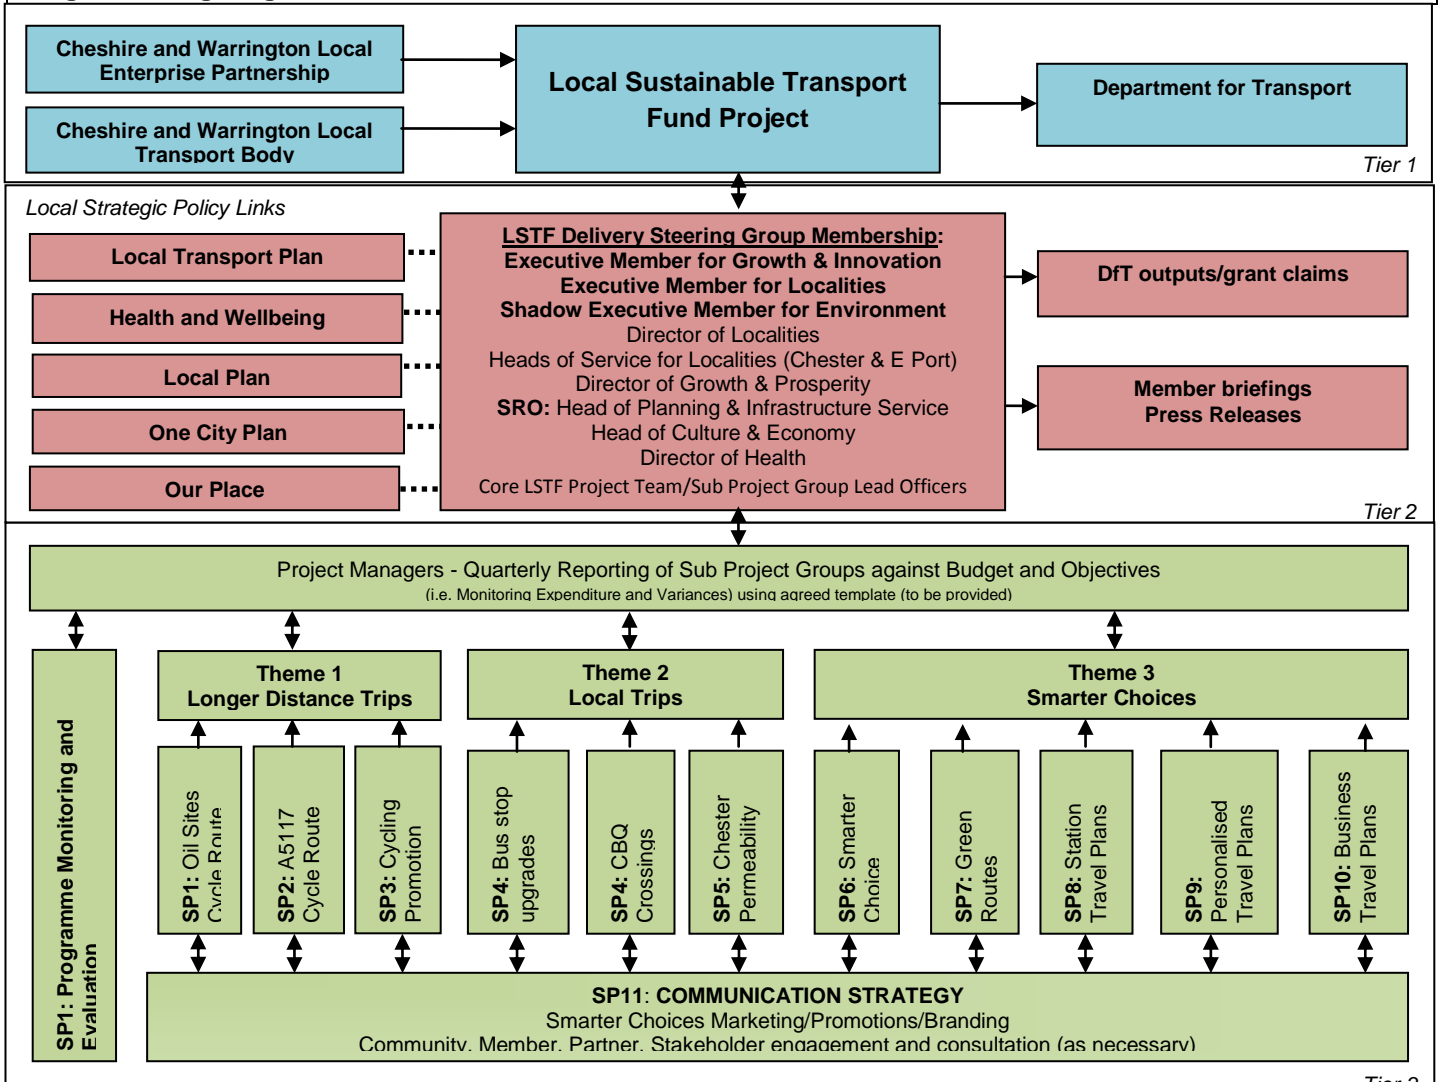 Cheshire and Warrington Local
Enterprise Partnership
Cheshire and Warrington Local
Transport Body
Local Sustainable Transport
Fund Project
Department for Transport
Tier 1
Local Strategic Policy Links
Local Transport Plan
Health and Wellbeing
Local Plan
One City Plan
Our Place
LSTF Delivery Steering Group Membership:
Executive Member for Growth & Innovation
Executive Member for Localities
Shadow Executive Member for Environment
Director of Localities
Heads of Service for Localities (Chester & E Port)
Director of Growth & Prosperity
SRO: Head of Planning & Infrastructure Service
Head of Culture & Economy
Director of Health
Core LSTF Project Team/Sub Project Group Lead Officers
DfT outputs/grant claims
Member briefings
Press Releases
Tier 2
Project Managers - Quarterly Reporting of Sub Project Groups against Budget and Objectives
(i.e. Monitoring Expenditure and Variances) using agreed template (to be provided)
SP1: Programme Monitoring and
Evaluation
Theme 1
Longer Distance Trips
Theme 2
Local Trips
Theme 3
Smarter Choices
SP1: Oil Sites
Cycle Route
SP2: A5117
Cycle Route
SP3: Cycling
Promotion
SP4: Bus stop
upgrades
SP4: CBQ
Crossings
SP5: Chester
Permeability
SP6: Smarter
Choice
SP7: Green
Routes
SP8: Station
Travel Plans
SP9:
Personalised
Travel Plans
SP10: Business
Travel Plans
SP11: COMMUNICATION STRATEGY
Smarter Choices Marketing/Promotions/Branding
Community, Member, Partner, Stakeholder engagement and consultation (as necessary)